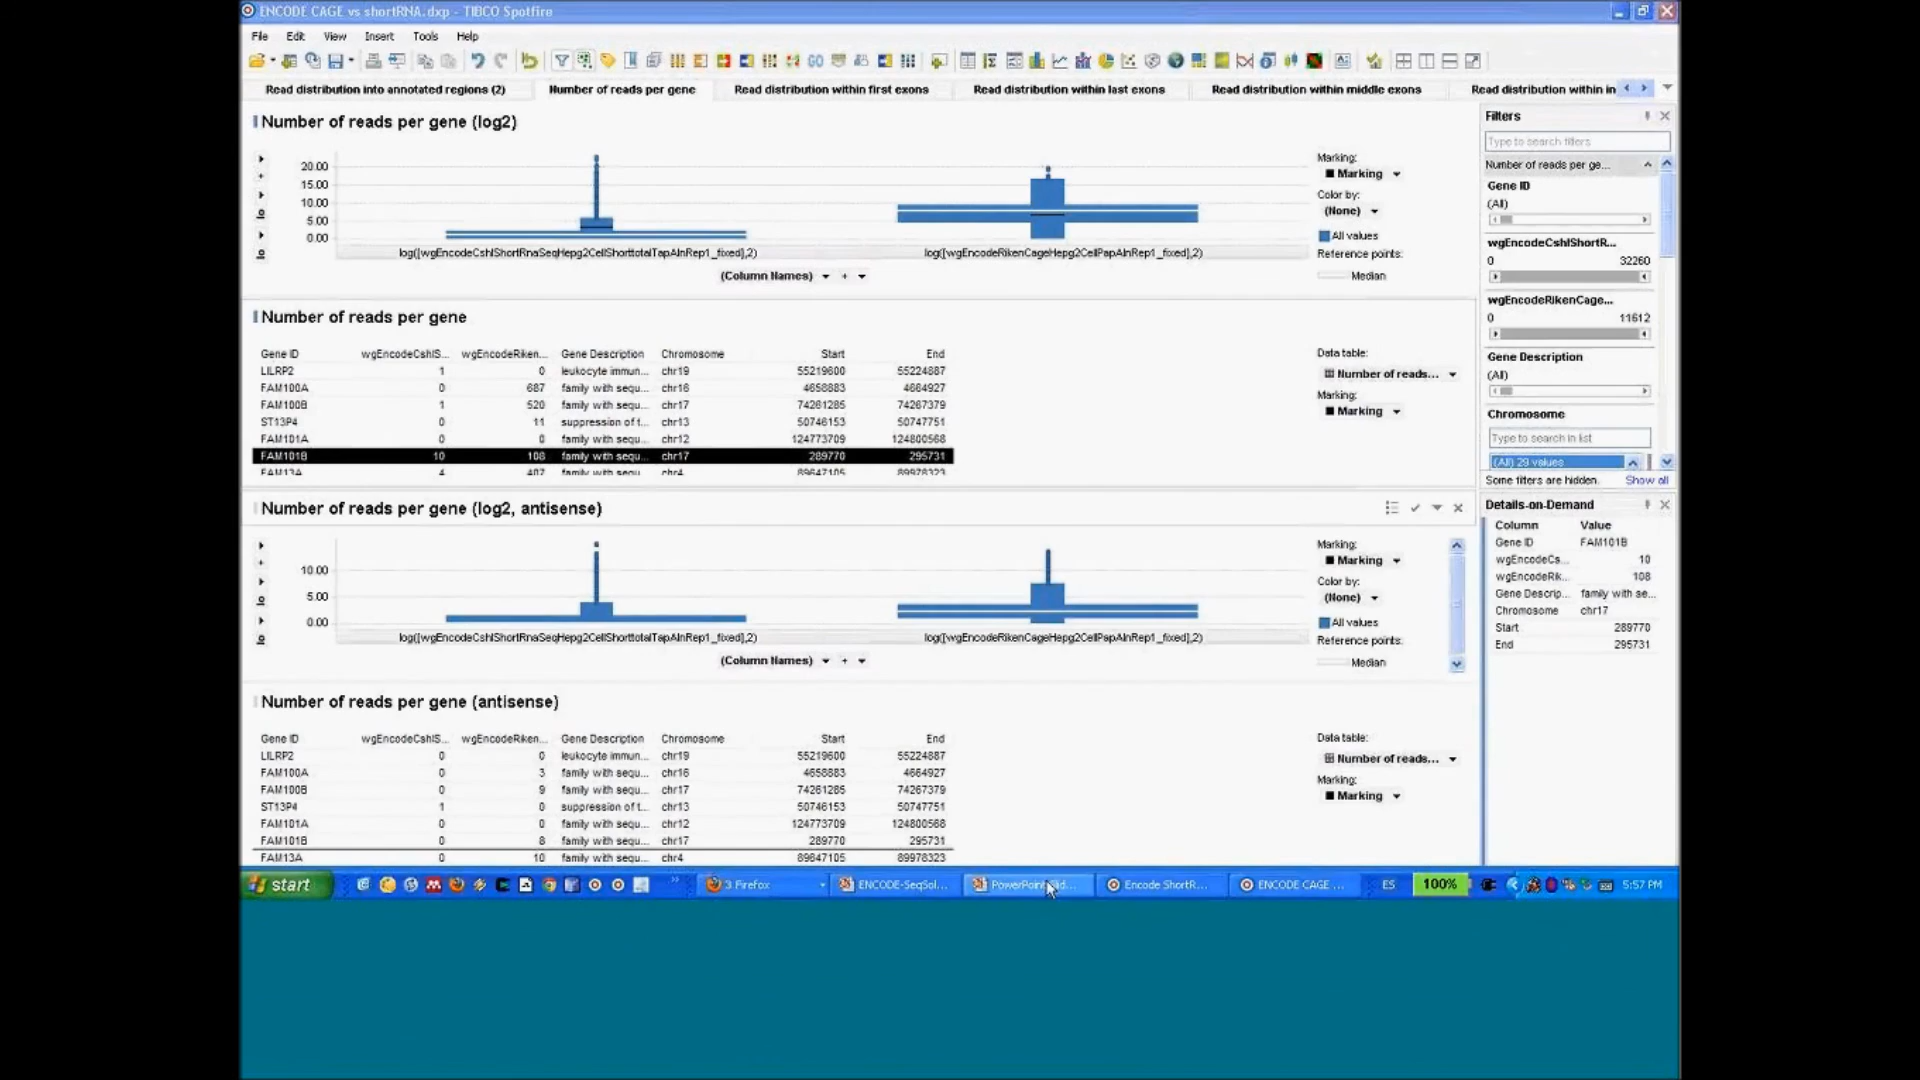 ENCODE CAGE vs shortRNA.dxp - TIBCO Spotfire
File Edit View Insert Tools Help
Read distribution into annotated regions (2) Number of reads per gene Read distribution within first exons Read distribution within last exons Read distribution within middle exons Read distribution within in
Number of reads per gene (log2)
20.00
15.00
10.00
5.00
0.00
log([wgEncodeCshlShortRnaSeqHepg2CellShorttotalTapAlnRep1_fixed],2) log([wgEncodeRikenCageHepg2CellPapAlnRep1_fixed],2)
(Column Names) +
Marking:
Marking
Color by:
(None)
All values
Reference points:
Median
Number of reads per gene
Gene ID wgEncodeCshlS... wgEncodeRiken... Gene Description Chromosome Start End
LILRP2 1 0 leukocyte immun... chr19 55219600 55224887
FAM100A 0 687 family with sequ... chr16 4658883 4664927
FAM100B 1 520 family with sequ... chr17 74261285 74267379
ST13P4 0 11 suppression of t... chr13 50746153 50747751
FAM101A 0 0 family with sequ... chr12 124773709 124800568
FAM101B 10 108 family with sequ... chr17 289770 295731
FAM13A 4 407 family with sequ... chr4 89647105 89978323
Data table:
Number of reads...
Marking:
Marking
Number of reads per gene (log2, antisense)
10.00
5.00
0.00
log([wgEncodeCshlShortRnaSeqHepg2CellShorttotalTapAlnRep1_fixed],2) log([wgEncodeRikenCageHepg2CellPapAlnRep1_fixed],2)
(Column Names) +
Marking:
Marking
Color by:
(None)
All values
Reference points:
Median
Number of reads per gene (antisense)
Gene ID wgEncodeCshlS... wgEncodeRiken... Gene Description Chromosome Start End
LILRP2 0 0 leukocyte immun... chr19 55219600 55224887
FAM100A 0 3 family with sequ... chr16 4658883 4664927
FAM100B 0 9 family with sequ... chr17 74261285 74267379
ST13P4 1 0 suppression of t... chr13 50746153 50747751
FAM101A 0 0 family with sequ... chr12 124773709 124800568
FAM101B 0 8 family with sequ... chr17 289770 295731
FAM13A 0 10 family with sequ... chr4 89647105 89978323
Data table:
Number of reads...
Marking:
Marking
Filters
Type to search filters
Number of reads per ge...
Gene ID
(All)
wgEncodeCshlShortR...
0 32260
wgEncodeRikenCage...
0 11612
Gene Description
(All)
Chromosome
Type to search in list
(All) 29 values
Some filters are hidden. Show all
Details-on-Demand
Column Value
Gene ID FAM101B
wgEncodeCs... 10
wgEncodeRik... 108
Gene Descrip... family with se...
Chromosome chr17
Start 289770
End 295731
start 3 Firefox ENCODE-SeqSol... PowerPoint Encode ShortR... ENCODE CAGE ... ES 100% 5:57 PM